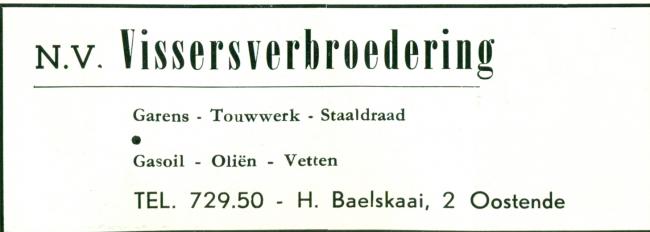 N.V. Vissersverbroedering
Garens - Touwwerk - Staaldraad
Gasoil - Oliën - Vetten
TEL. 729.50 - H. Baelskaai, 2 Oostende